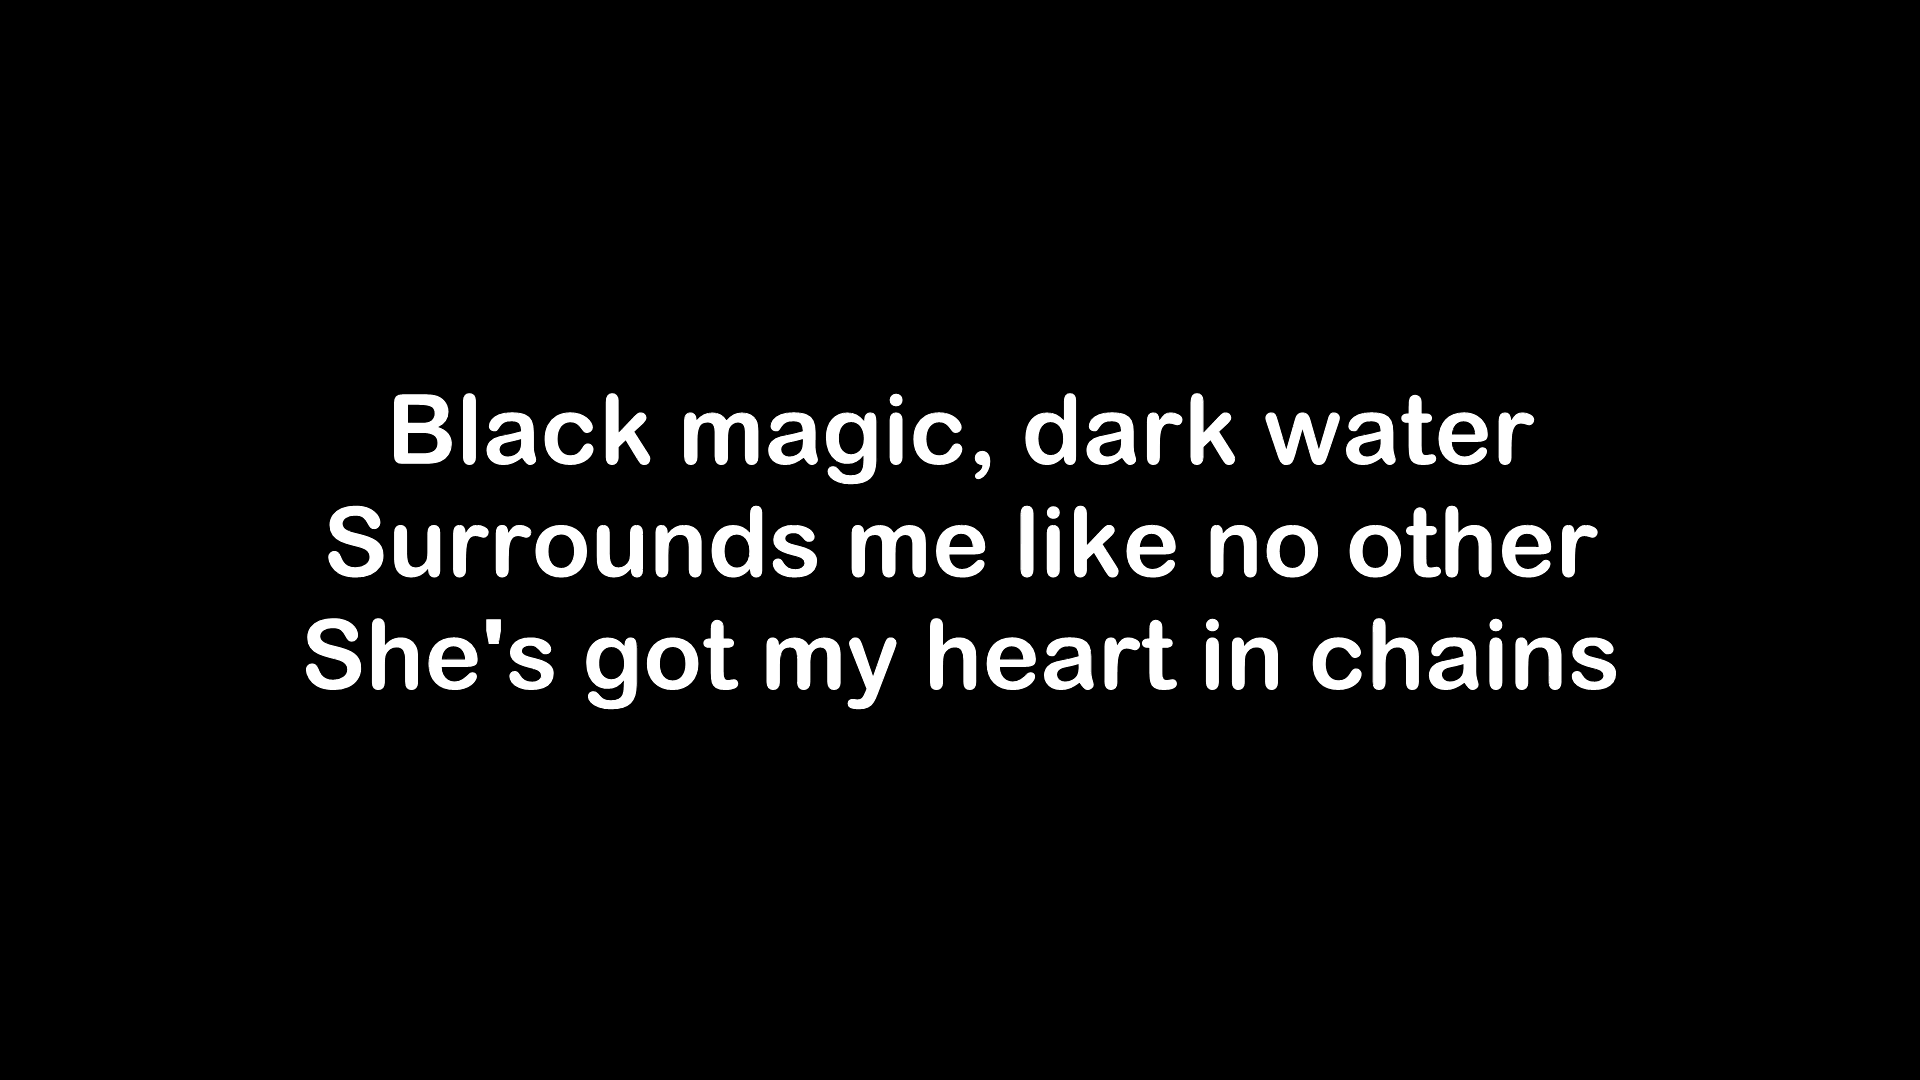 Black magic, dark water
Surrounds me like no other
She's got my heart in chains